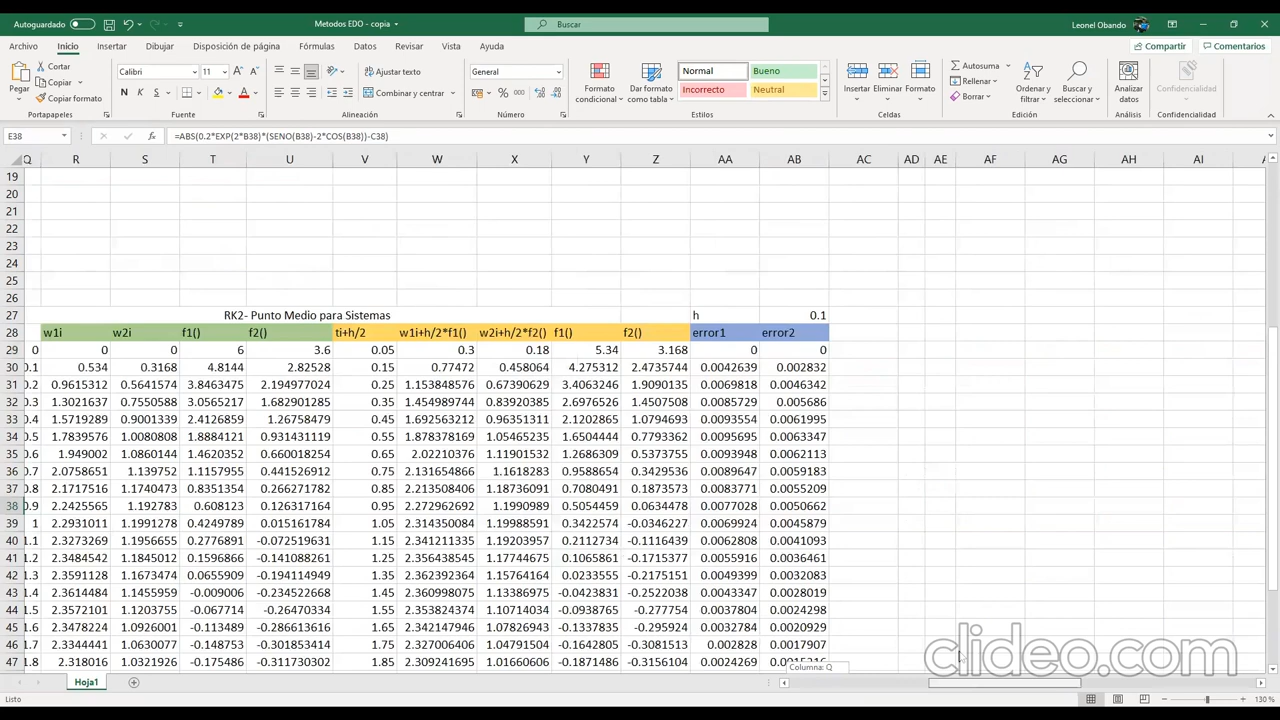 Autoguardado Metodos EDO - copia Buscar Leonel Obando
Archivo Inicio Insertar Dibujar Disposición de página Fórmulas Datos Revisar Vista Ayuda Compartir Comentarios
Pegar Cortar Copiar Copiar formato Calibri 11 Ajustar texto Combinar y centrar General Formato condicional Dar formato como tabla Normal Bueno Incorrecto Neutral Insertar Eliminar Formato Autosuma Rellenar Borrar Ordenar y filtrar Buscar y seleccionar Analizar datos Confidencialidad
Portapapeles Fuente Alineación Número Estilos Celdas Edición Análisis Confidencialidad
E38 =ABS(0.2*EXP(2*B38)*(SENO(B38)-2*COS(B38))-C38)
Q R S T U V W X Y Z AA AB AC AD AE AF AG AH AI
19
20
21
22
23
24
25
26
27 RK2- Punto Medio para Sistemas h 0.1
28 w1i w2i f1() f2() ti+h/2 w1i+h/2*f1() w2i+h/2*f2() f1() f2() error1 error2
29 0 0 0 6 3.6 0.05 0.3 0.18 5.34 3.168 0 0
30 0.1 0.534 0.3168 4.8144 2.82528 0.15 0.77472 0.458064 4.275312 2.4735744 0.0042639 0.002832
31 0.2 0.9615312 0.5641574 3.8463475 2.194977024 0.25 1.153848576 0.67390629 3.4063246 1.9090135 0.0069818 0.0046342
32 0.3 1.3021637 0.7550588 3.0565217 1.682901285 0.35 1.454989744 0.83920385 2.6976526 1.4507508 0.0085729 0.005686
33 0.4 1.5719289 0.9001339 2.4126859 1.26758479 0.45 1.692563112 0.96351311 2.1202865 1.0794693 0.0093554 0.0061995
34 0.5 1.7839576 1.0080808 1.8884121 0.931431119 0.55 1.878378169 1.05465235 1.6504444 0.7793362 0.0095695 0.0063347
35 0.6 1.949002 1.0860144 1.4620352 0.660018254 0.65 2.02210376 1.11901532 1.2686309 0.5373755 0.0093948 0.0062113
36 0.7 2.0758651 1.139752 1.1157955 0.441526912 0.75 2.131654866 1.1618283 0.9588654 0.3429536 0.0089647 0.0059183
37 0.8 2.1717516 1.1740473 0.8351354 0.266271782 0.85 2.213508395 1.18736091 0.7080491 0.1873573 0.0083771 0.0055209
38 0.9 2.2425565 1.192783 0.608123 0.126317164 0.95 2.272962692 1.1990989 0.5054459 0.0634478 0.0077028 0.0050662
39 1 2.2931011 1.1991278 0.4249789 0.015161784 1.05 2.314350084 1.19988591 0.3422574 -0.0346227 0.0069924 0.0045879
40 1.1 2.3273269 1.1956655 0.2776891 -0.072519631 1.15 2.341211335 1.19203957 0.2112734 -0.1116439 0.0062808 0.0041093
41 1.2 2.3484542 1.1845012 0.1596866 -0.141088261 1.25 2.356438545 1.17744675 0.1065861 -0.1715377 0.0055916 0.0036461
42 1.3 2.3591128 1.1673474 0.0655909 -0.194114949 1.35 2.362392364 1.15764164 0.0233555 -0.2175151 0.0049399 0.0032083
43 1.4 2.3614484 1.1455959 -0.009006 -0.234522668 1.45 2.360998075 1.13386975 -0.0423831 -0.2522038 0.0043347 0.0028019
44 1.5 2.3572101 1.1203755 -0.067714 -0.26470334 1.55 2.353824374 1.10714034 -0.0938765 -0.277754 0.0037804 0.0024298
45 1.6 2.3478224 1.0926001 -0.113489 -0.286613616 1.65 2.342147946 1.07826943 -0.1337835 -0.295924 0.0032784 0.0020929
46 1.7 2.3344441 1.0630077 -0.148753 -0.301853414 1.75 2.327006406 1.04791504 -0.1642805 -0.3081513 0.002828 0.0017907
47 1.8 2.318016 1.0321926 -0.175486 -0.311730302 1.85 2.309241695 1.01660608 -0.1871486 -0.3156104 0.0024269
Columna: Q
clideo.com
Hoja1
Listo 130 %